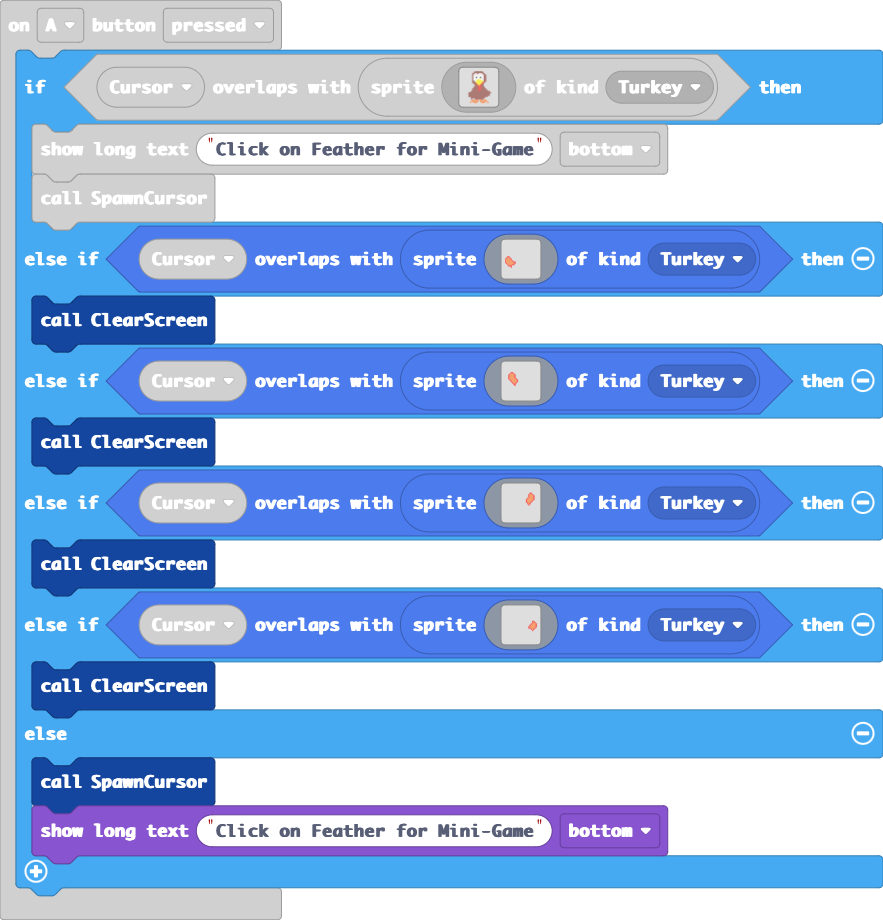 on A button pressed
if Cursor overlaps with sprite of kind Turkey then
show long text "Click on Feather for Mini-Game" bottom
call SpawnCursor
else if Cursor overlaps with sprite of kind Turkey then
call ClearScreen
else if Cursor overlaps with sprite of kind Turkey then
call ClearScreen
else if Cursor overlaps with sprite of kind Turkey then
call ClearScreen
else if Cursor overlaps with sprite of kind Turkey then
call ClearScreen
else
call SpawnCursor
show long text "Click on Feather for Mini-Game" bottom